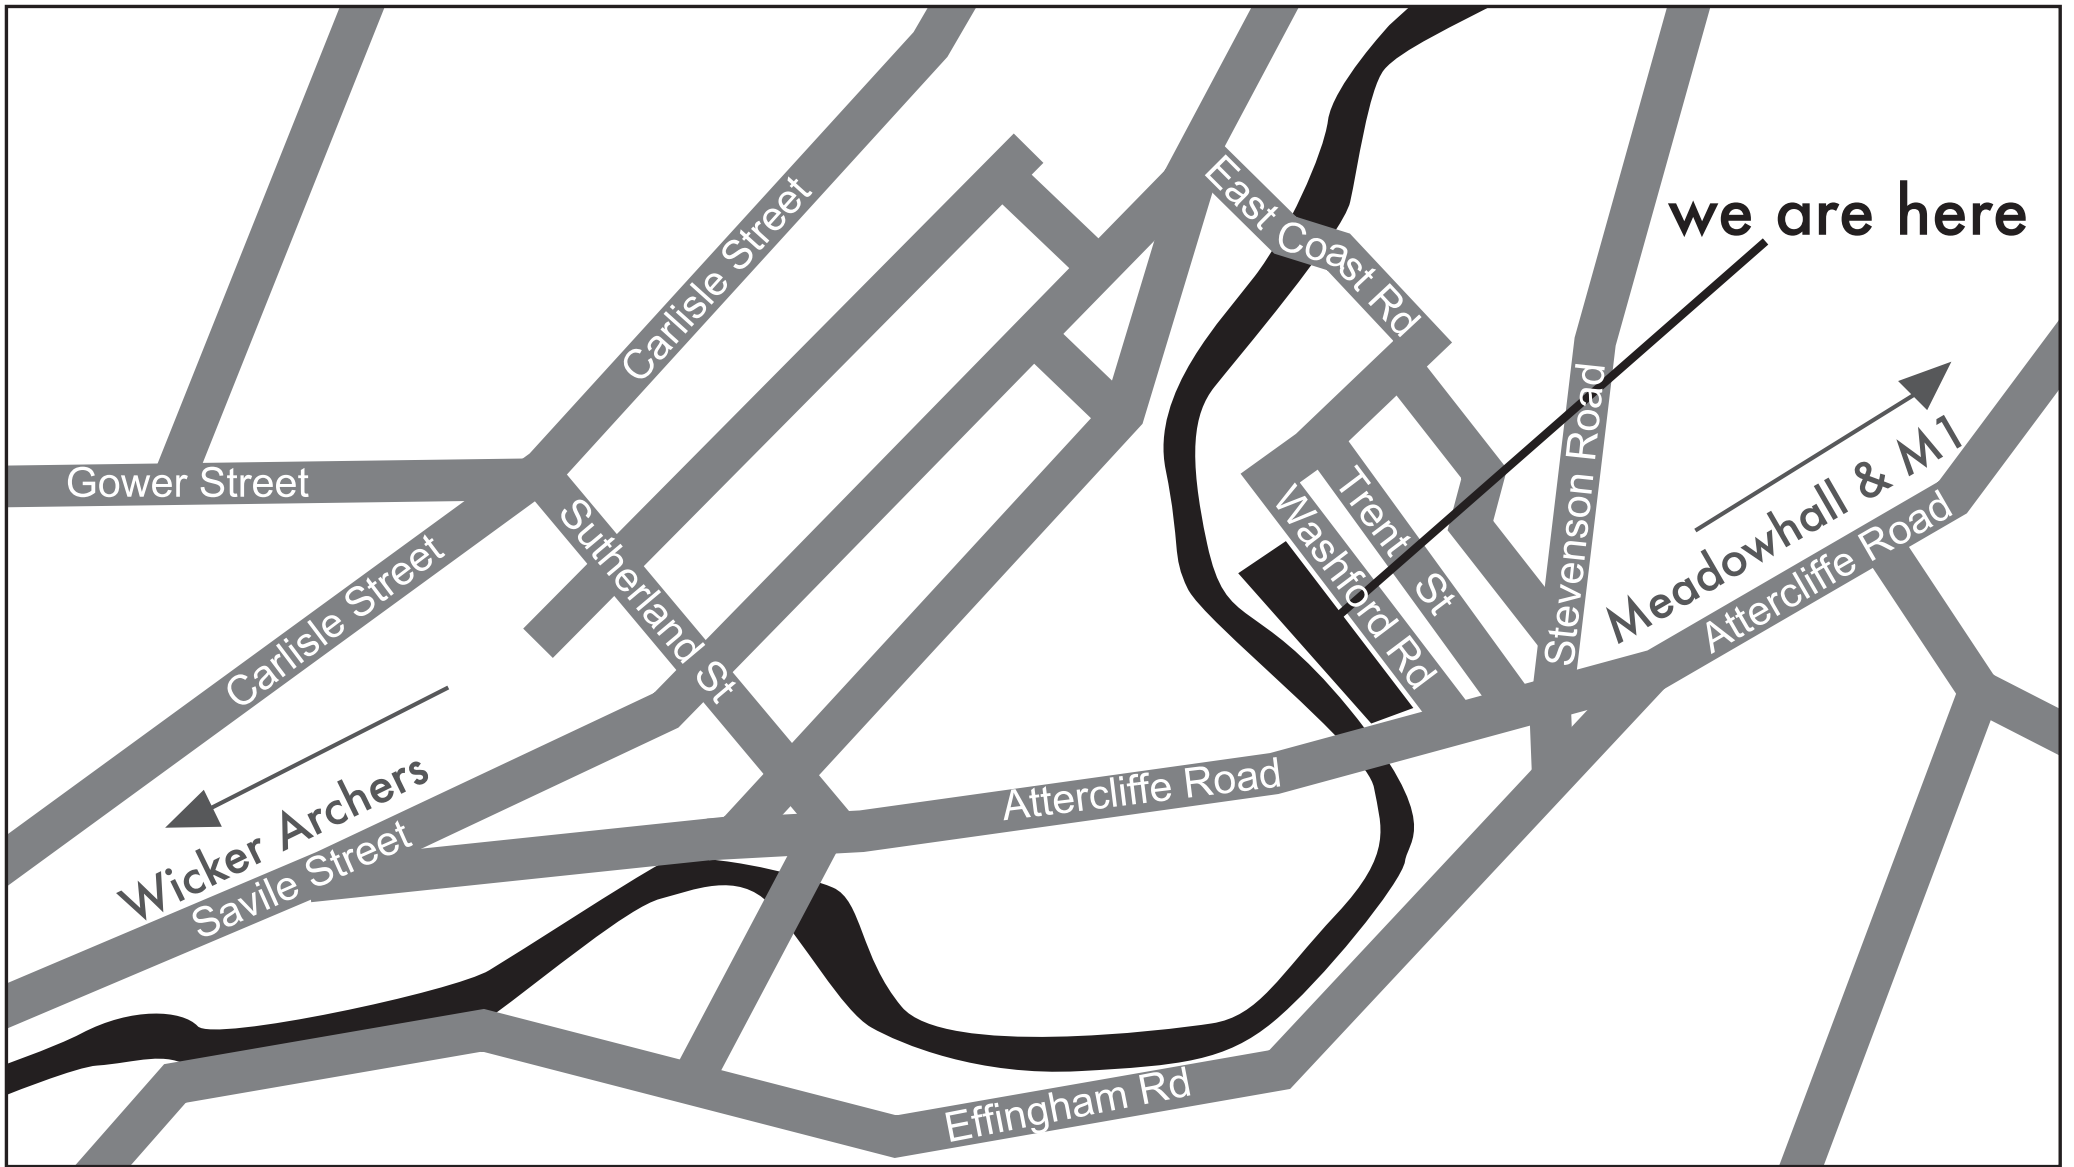 East Coast Rd
we are here
Carlisle Street
Gower Street
Stevenson Road
Meadowhall & M1
Trent St
Washford Rd
Sutherland St
Attercliffe Road
Carlisle Street
Wicker Archers
Attercliffe Road
Savile Street
Effingham Rd